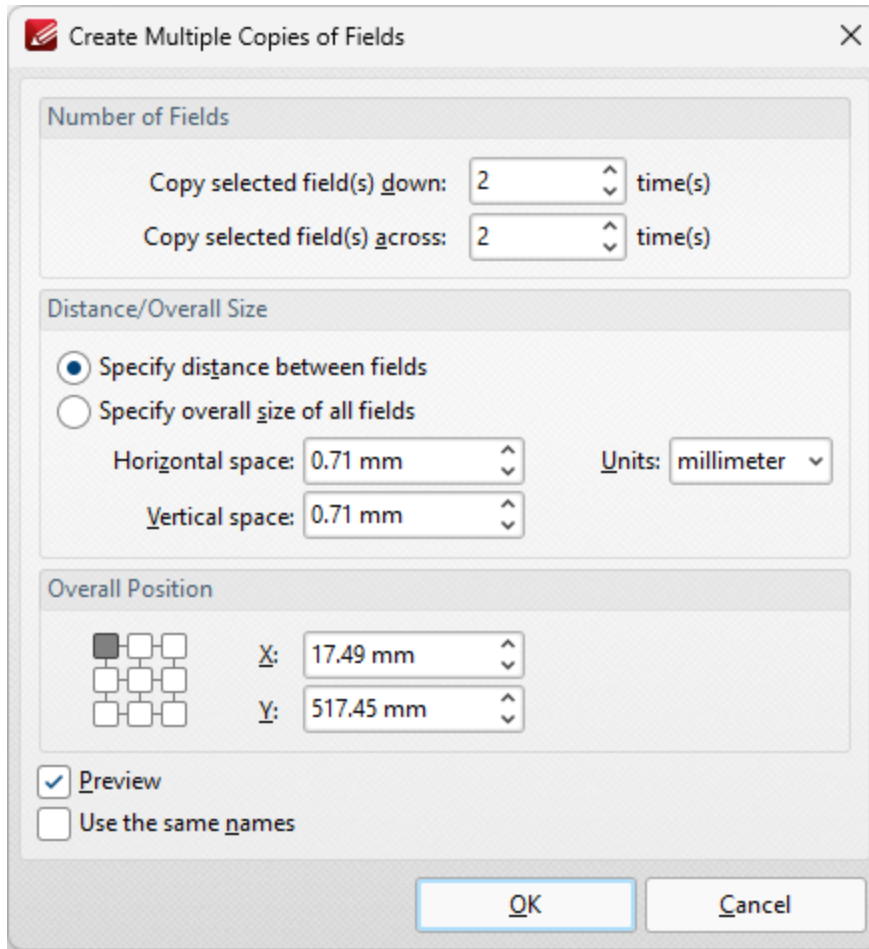 Create Multiple Copies of Fields
Number of Fields
Copy selected field(s) down: 2 time(s)
Copy selected field(s) across: 2 time(s)
Distance/Overall Size
Specify distance between fields
Specify overall size of all fields
Horizontal space: 0.71 mm Units: millimeter
Vertical space: 0.71 mm
Overall Position
X: 17.49 mm
Y: 517.45 mm
Preview
Use the same names
OK Cancel